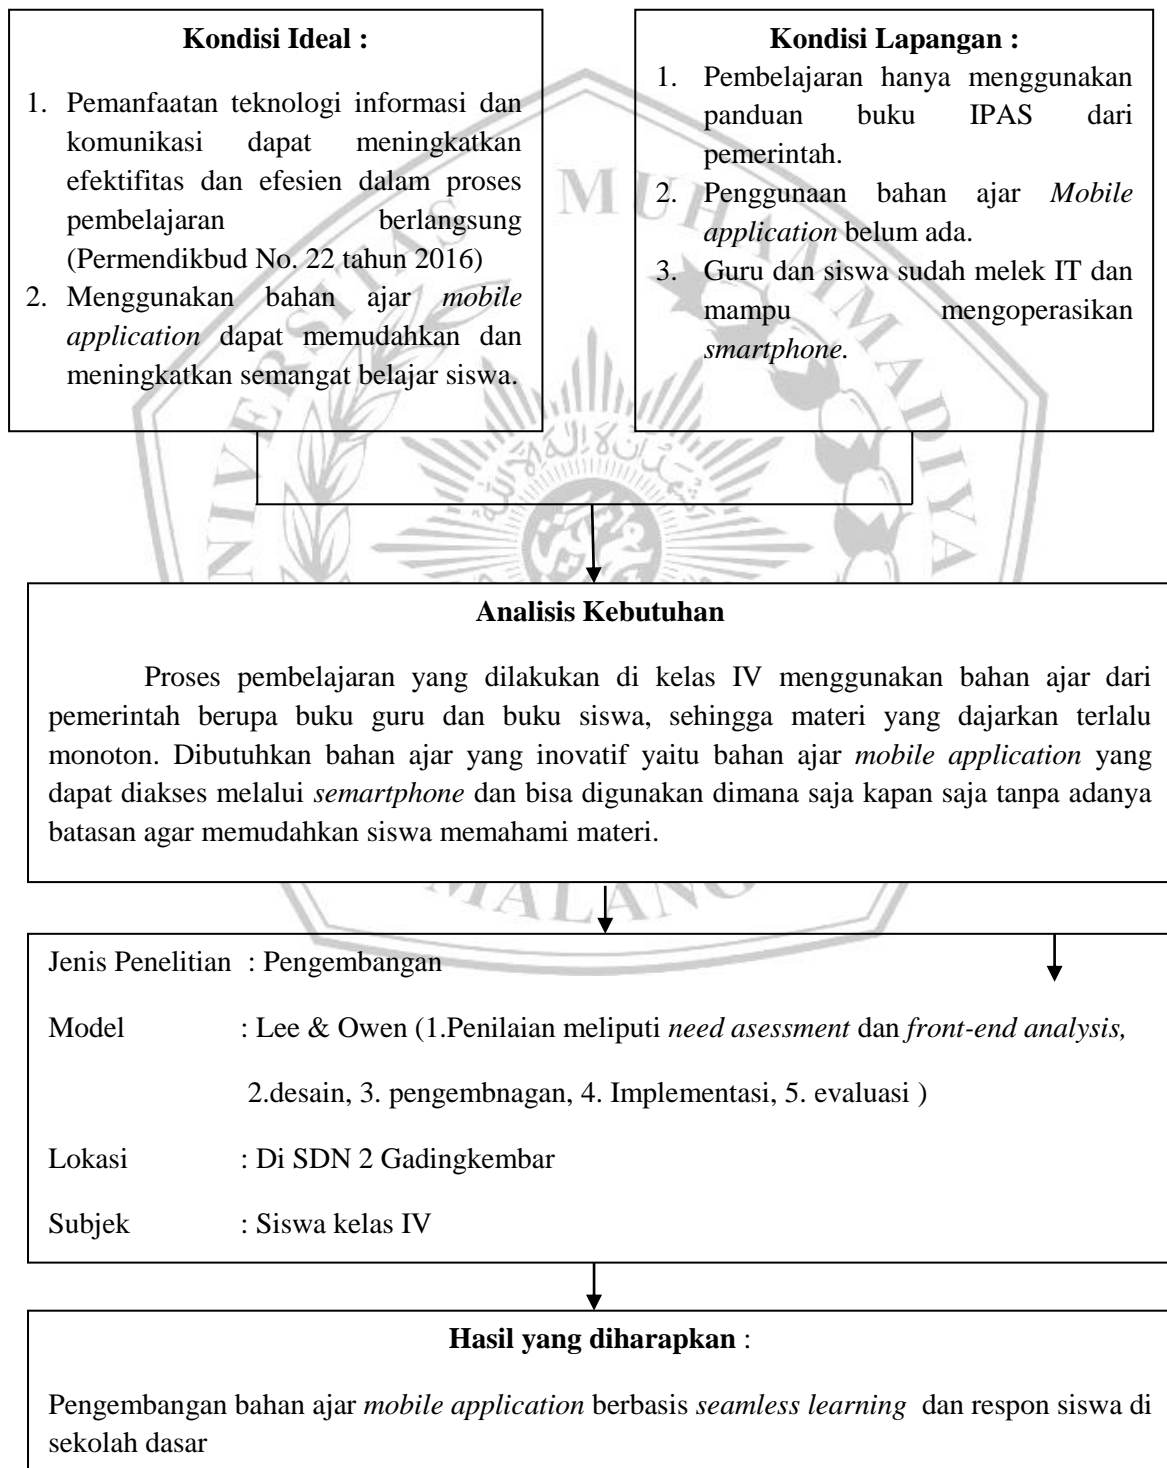 Kondisi Ideal :
1. Pemanfaatan teknologi informasi dan
komunikasi dapat meningkatkan
efektifitas dan efesien dalam proses
pembelajaran berlangsung
(Permendikbud No. 22 tahun 2016)
2. Menggunakan bahan ajar mobile
application dapat memudahkan dan
meningkatkan semangat belajar siswa.
Kondisi Lapangan :
1. Pembelajaran hanya menggunakan
panduan buku IPAS dari
pemerintah.
2. Penggunaan bahan ajar Mobile
application belum ada.
3. Guru dan siswa sudah melek IT dan
mampu mengoperasikan
smartphone.
UNIVERSITAS MUHAMMADIYAH
Analisis Kebutuhan
Proses pembelajaran yang dilakukan di kelas IV menggunakan bahan ajar dari
pemerintah berupa buku guru dan buku siswa, sehingga materi yang dajarkan terlalu
monoton. Dibutuhkan bahan ajar yang inovatif yaitu bahan ajar mobile application yang
dapat diakses melalui semartphone dan bisa digunakan dimana saja kapan saja tanpa adanya
batasan agar memudahkan siswa memahami materi.
MALANG
Jenis Penelitian : Pengembangan
Model : Lee & Owen (1.Penilaian meliputi need asessment dan front-end analysis,
2.desain, 3. pengembnagan, 4. Implementasi, 5. evaluasi )
Lokasi : Di SDN 2 Gadingkembar
Subjek : Siswa kelas IV
Hasil yang diharapkan :
Pengembangan bahan ajar mobile application berbasis seamless learning dan respon siswa di
sekolah dasar